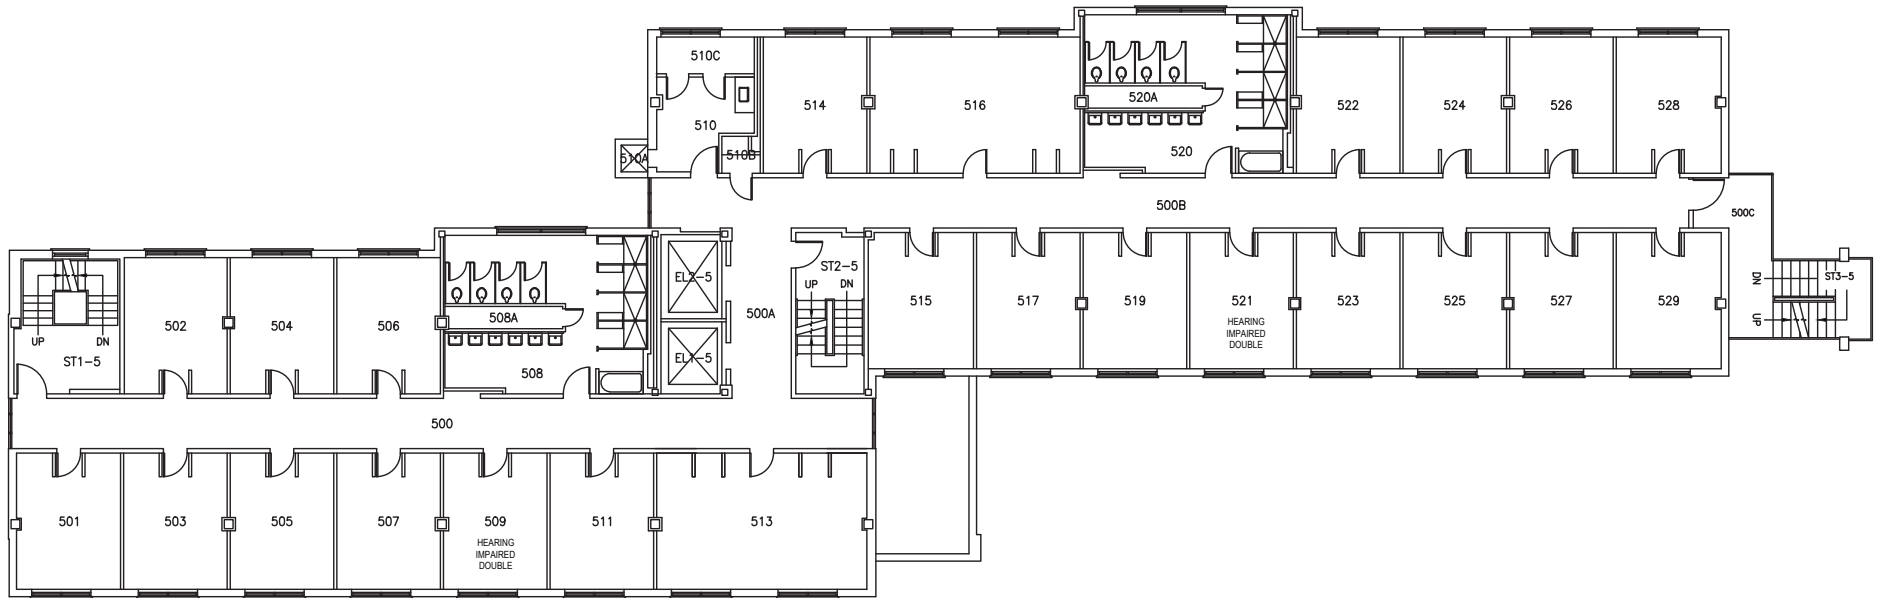 510C
510
510A
510B
514
516
520A
520
522
524
526
528
500B
500C
ST1-5
UP
DN
502
504
506
508A
508
EL2-5
EL1-5
500A
ST2-5
UP
DN
515
517
519
521
HEARING
IMPAIRED
DOUBLE
523
525
527
529
ST3-5
DN
UP
500
501
503
505
507
509
HEARING
IMPAIRED
DOUBLE
511
513